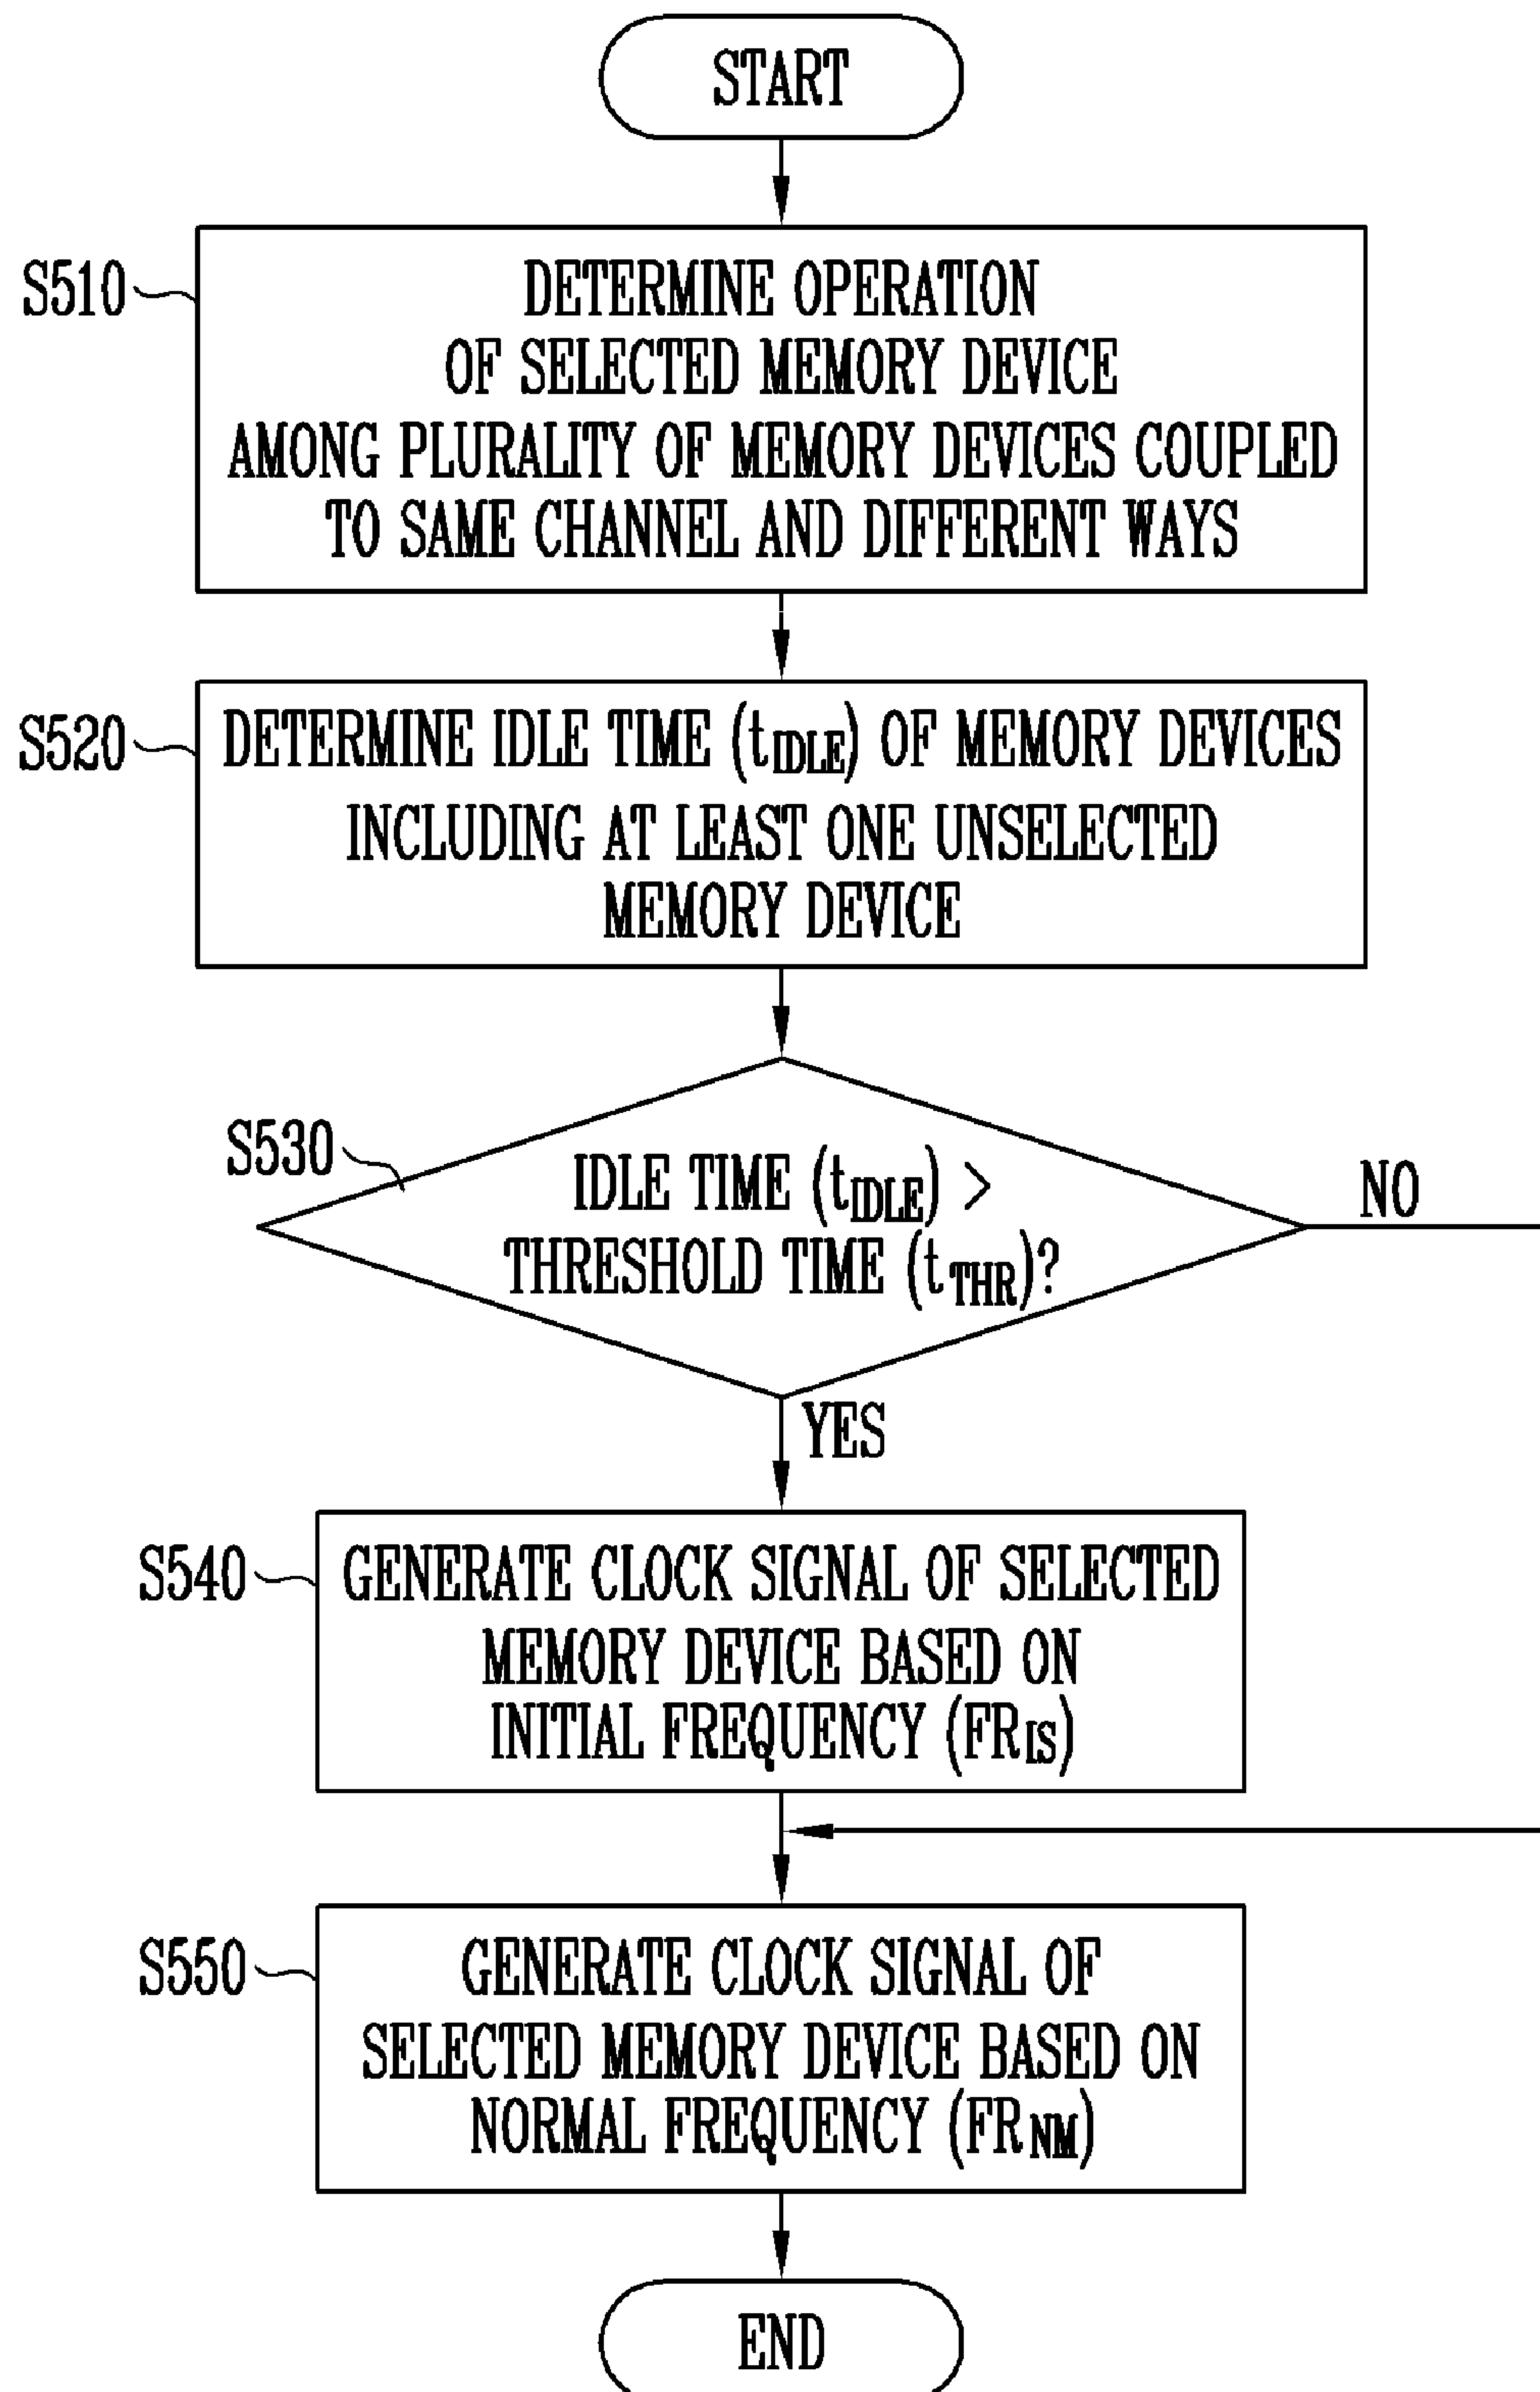 START
S510
DETERMINE OPERATION
OF SELECTED MEMORY DEVICE
AMONG PLURALITY OF MEMORY DEVICES COUPLED
TO SAME CHANNEL AND DIFFERENT WAYS
S520
DETERMINE IDLE TIME (tIDLE) OF MEMORY DEVICES
INCLUDING AT LEAST ONE UNSELECTED
MEMORY DEVICE
S530
IDLE TIME (tIDLE) >
THRESHOLD TIME (tTHR)?
NO
YES
S540
GENERATE CLOCK SIGNAL OF SELECTED
MEMORY DEVICE BASED ON
INITIAL FREQUENCY (FRIS)
S550
GENERATE CLOCK SIGNAL OF
SELECTED MEMORY DEVICE BASED ON
NORMAL FREQUENCY (FRNM)
END